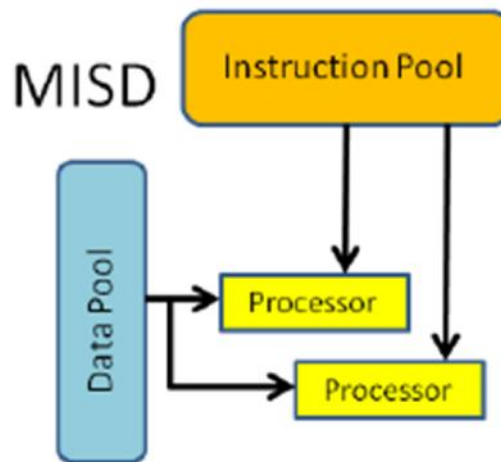 MISD
Instruction Pool
Data Pool
Processor
Processor